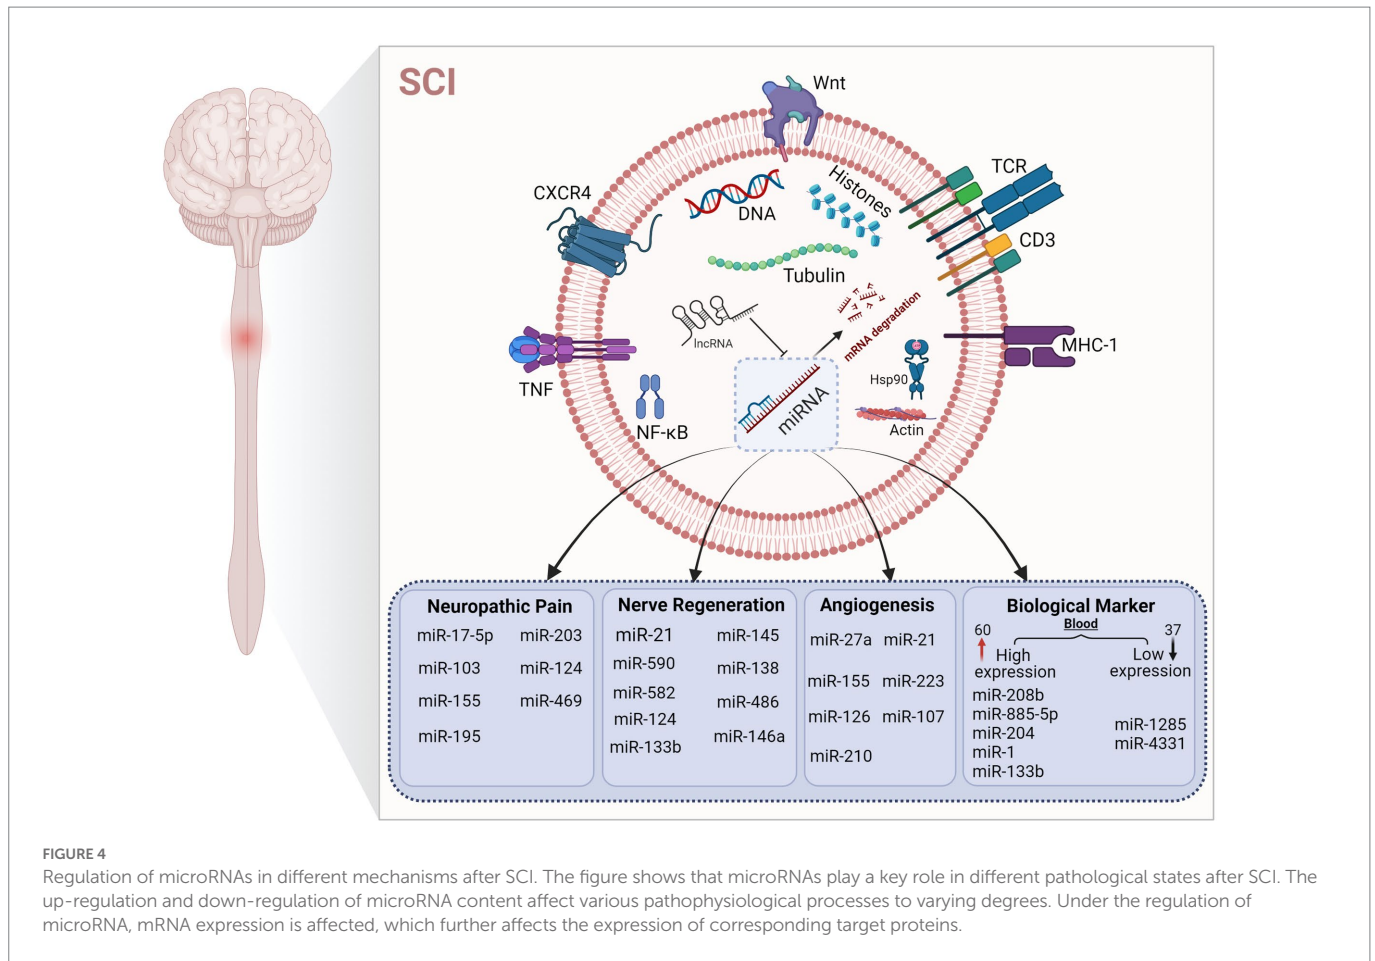 SCI
Wnt
CXCR4
DNA
Histones
TCR
CD3
Tubulin
lncRNA
mRNA degradation
MHC-1
TNF
NF-κB
Hsp90
miRNA
Actin
Neuropathic Pain
miR-17-5p miR-203
miR-103 miR-124
miR-155 miR-469
miR-195
Nerve Regeneration
miR-21 miR-145
miR-590 miR-138
miR-582 miR-486
miR-124
miR-133b miR-146a
Angiogenesis
miR-27a miR-21
miR-155 miR-223
miR-126 miR-107
miR-210
Biological Marker
Blood
60 37
High Low
expression expression
miR-208b
miR-885-5p
miR-204
miR-1
miR-133b
miR-1285
miR-4331
FIGURE 4
Regulation of microRNAs in different mechanisms after SCI. The figure shows that microRNAs play a key role in different pathological states after SCI. The
up-regulation and down-regulation of microRNA content affect various pathophysiological processes to varying degrees. Under the regulation of
microRNA, mRNA expression is affected, which further affects the expression of corresponding target proteins.